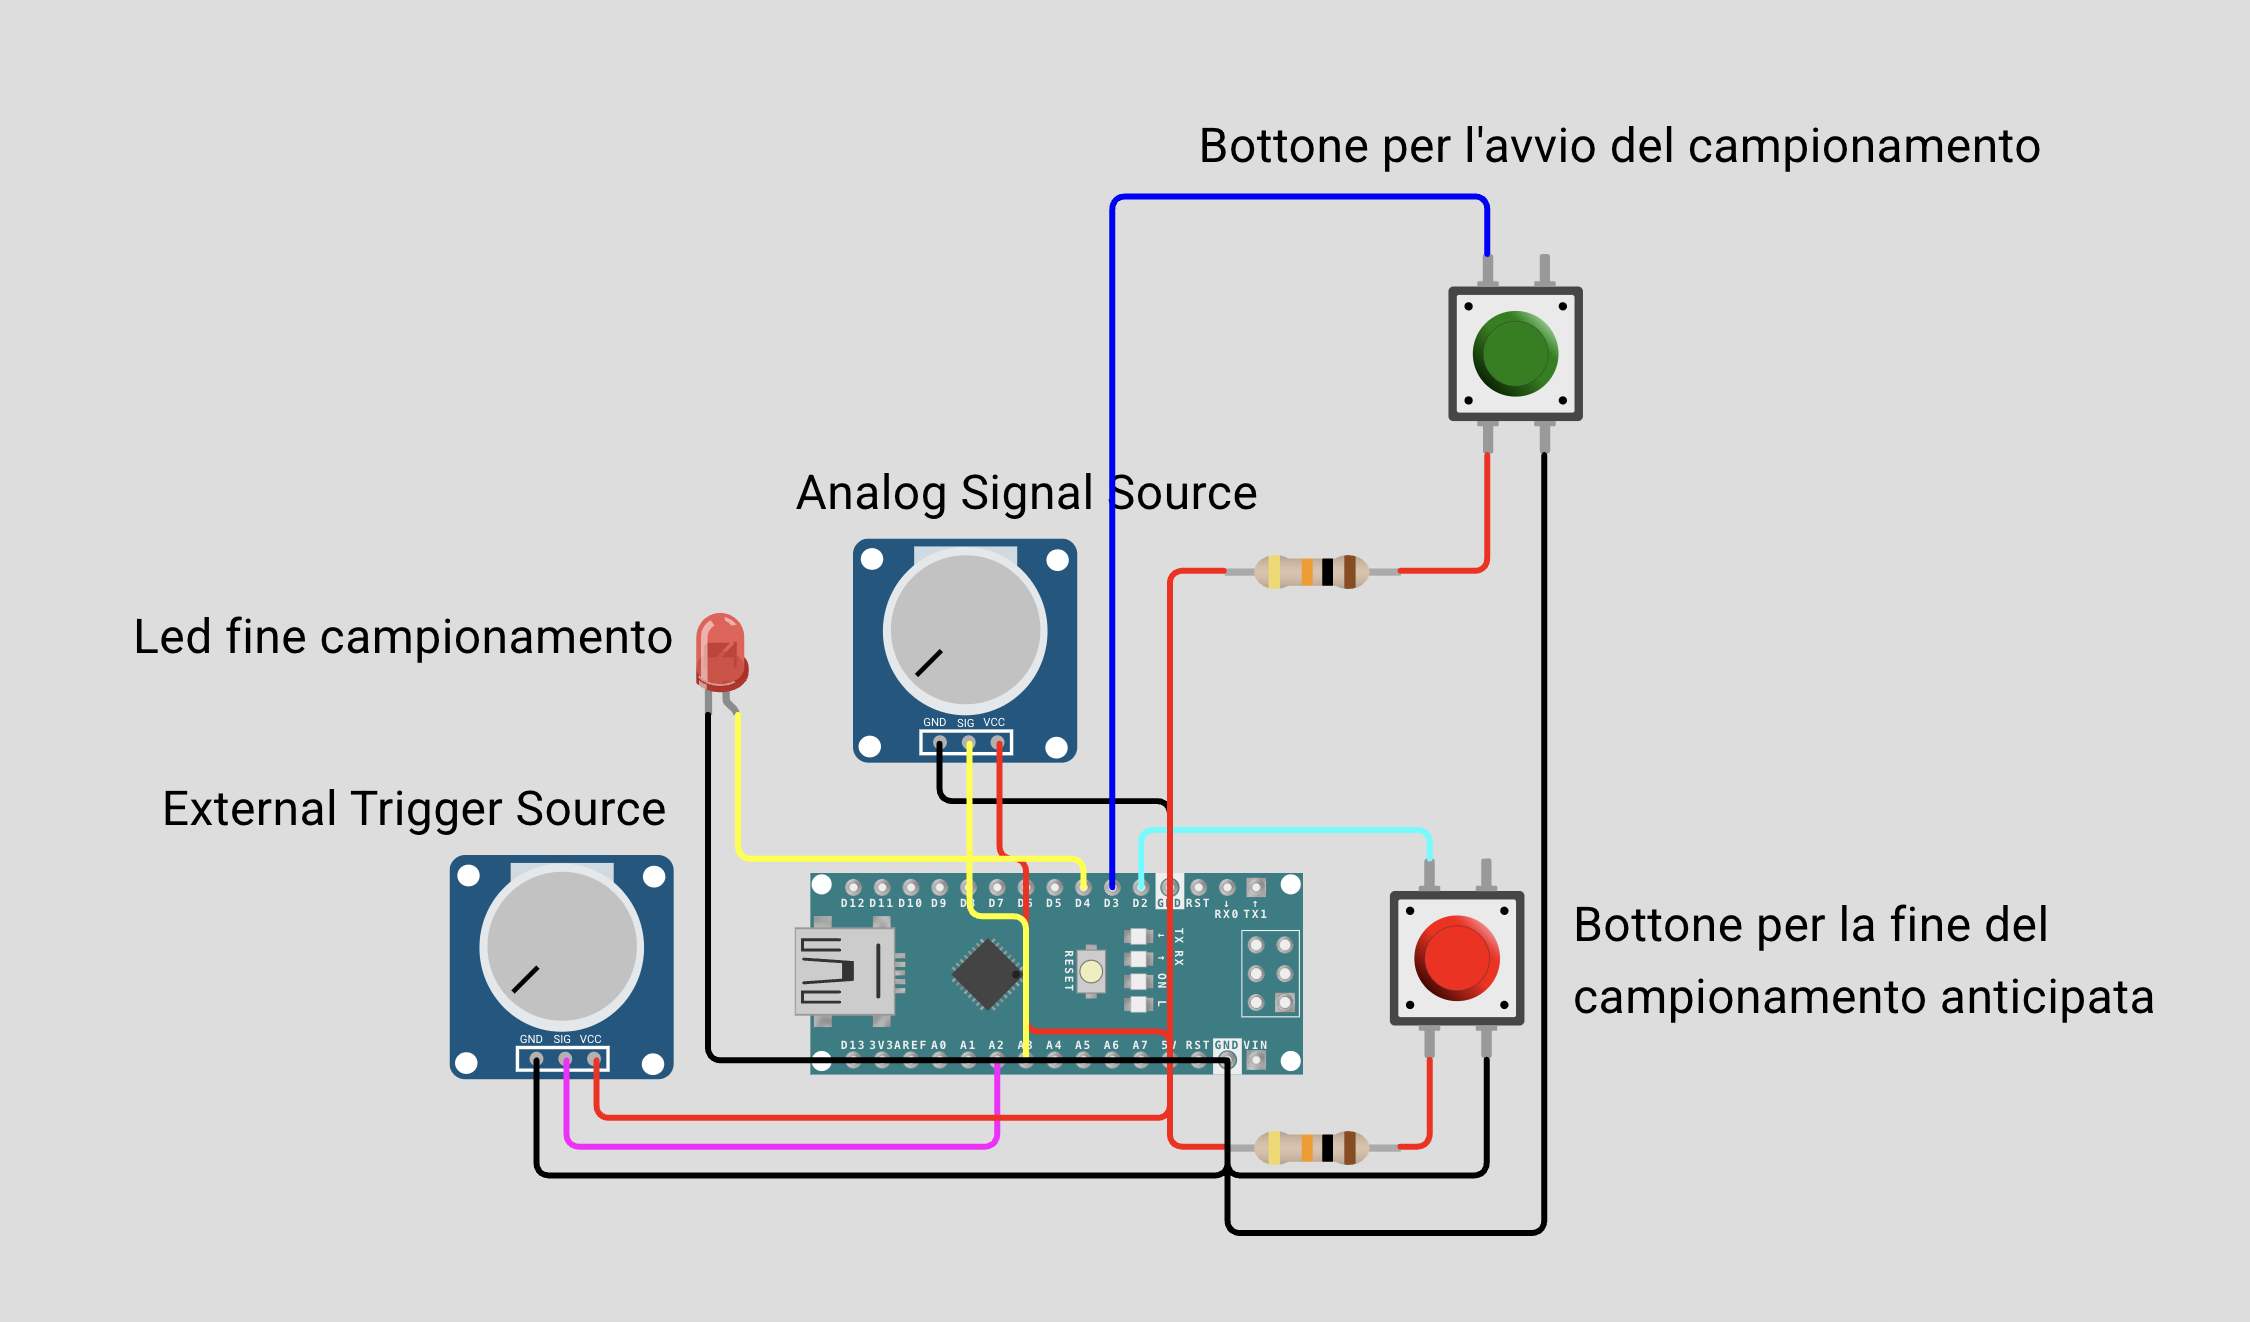 Bottone per l'avvio del campionamento
Analog Signal Source
Led fine campionamento
GND SIG VCC
External Trigger Source
D12 D11 D10 D9 D8 D7 D6 D5 D4 D3 D2 GND RST ↓ ↑
RX0 TX1
TX RX
RESET
← → ON L
Bottone per la fine del
campionamento anticipata
GND SIG VCC
D13 3V3 AREF A0 A1 A2 A3 A4 A5 A6 A7 5V RST GND VIN